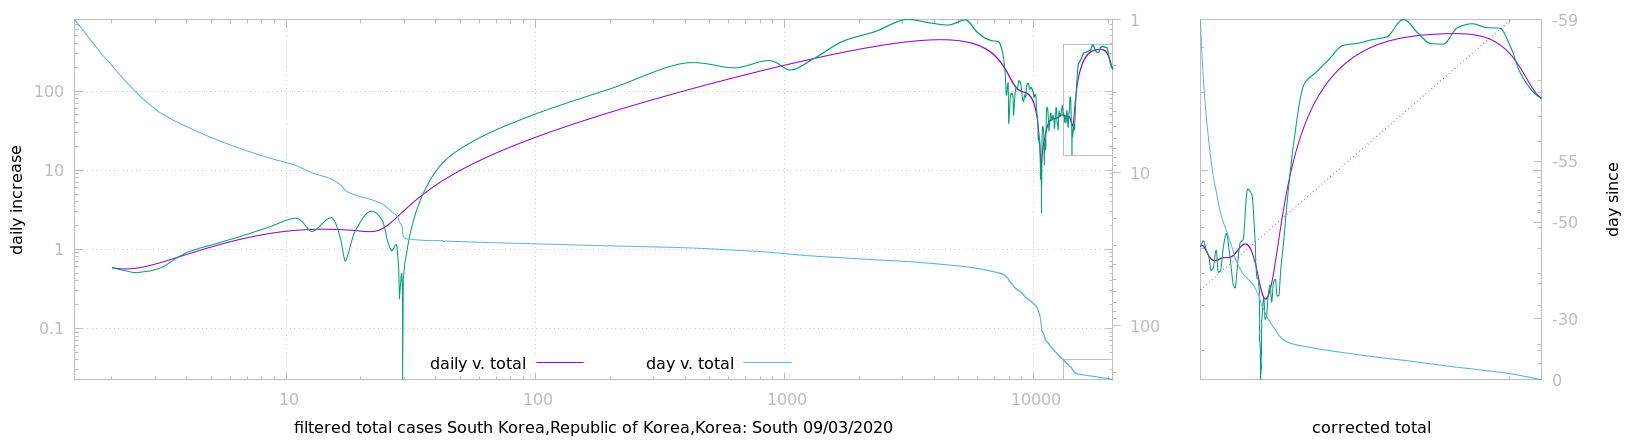 daily increase
100
10
1
0.1
10
100
1000
10000
1
10
100
daily v. total
day v. total
filtered total cases South Korea,Republic of Korea,Korea: South 09/03/2020
-59
-55
-50
-30
0
day since
corrected total